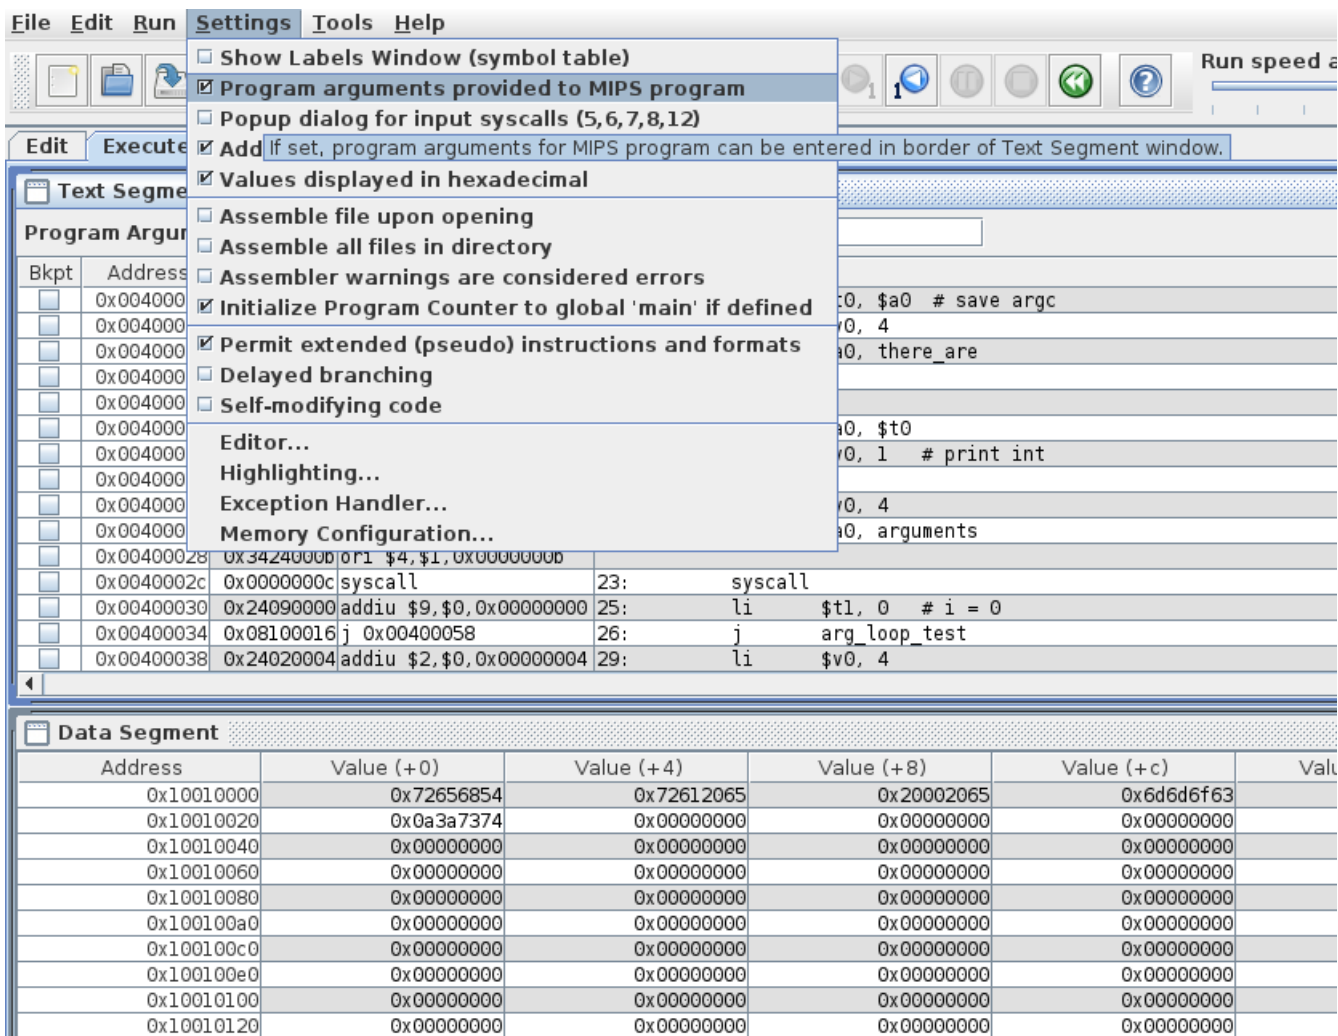 File Edit Run Settings Tools Help
Show Labels Window (symbol table)
Program arguments provided to MIPS program
Popup dialog for input syscalls (5,6,7,8,12)
Add
If set, program arguments for MIPS program can be entered in border of Text Segment window.
Values displayed in hexadecimal
Assemble file upon opening
Assemble all files in directory
Assembler warnings are considered errors
Initialize Program Counter to global 'main' if defined
Permit extended (pseudo) instructions and formats
Delayed branching
Self-modifying code
Editor...
Highlighting...
Exception Handler...
Memory Configuration...
1 1
Run speed a
Edit Execute
Text Segme
Program Argur
Bkpt Address
0x004000 t0, $a0 # save argc
0x004000 0, 4
0x004000 a0, there_are
0x004000
0x004000
0x004000 a0, $t0
0x004000 0, 1 # print int
0x004000
0x004000 0, 4
0x004000 a0, arguments
0x00400028 0x3424000b ori $4,$1,0x0000000b
0x0040002c 0x0000000c syscall 23: syscall
0x00400030 0x24090000 addiu $9,$0,0x00000000 25: li $t1, 0 # i = 0
0x00400034 0x08100016 j 0x00400058 26: j arg_loop_test
0x00400038 0x24020004 addiu $2,$0,0x00000004 29: li $v0, 4
Data Segment
Address Value (+0) Value (+4) Value (+8) Value (+c) Valu
0x10010000 0x72656854 0x72612065 0x20002065 0x6d6d6f63
0x10010020 0x0a3a7374 0x00000000 0x00000000 0x00000000
0x10010040 0x00000000 0x00000000 0x00000000 0x00000000
0x10010060 0x00000000 0x00000000 0x00000000 0x00000000
0x10010080 0x00000000 0x00000000 0x00000000 0x00000000
0x100100a0 0x00000000 0x00000000 0x00000000 0x00000000
0x100100c0 0x00000000 0x00000000 0x00000000 0x00000000
0x100100e0 0x00000000 0x00000000 0x00000000 0x00000000
0x10010100 0x00000000 0x00000000 0x00000000 0x00000000
0x10010120 0x00000000 0x00000000 0x00000000 0x00000000